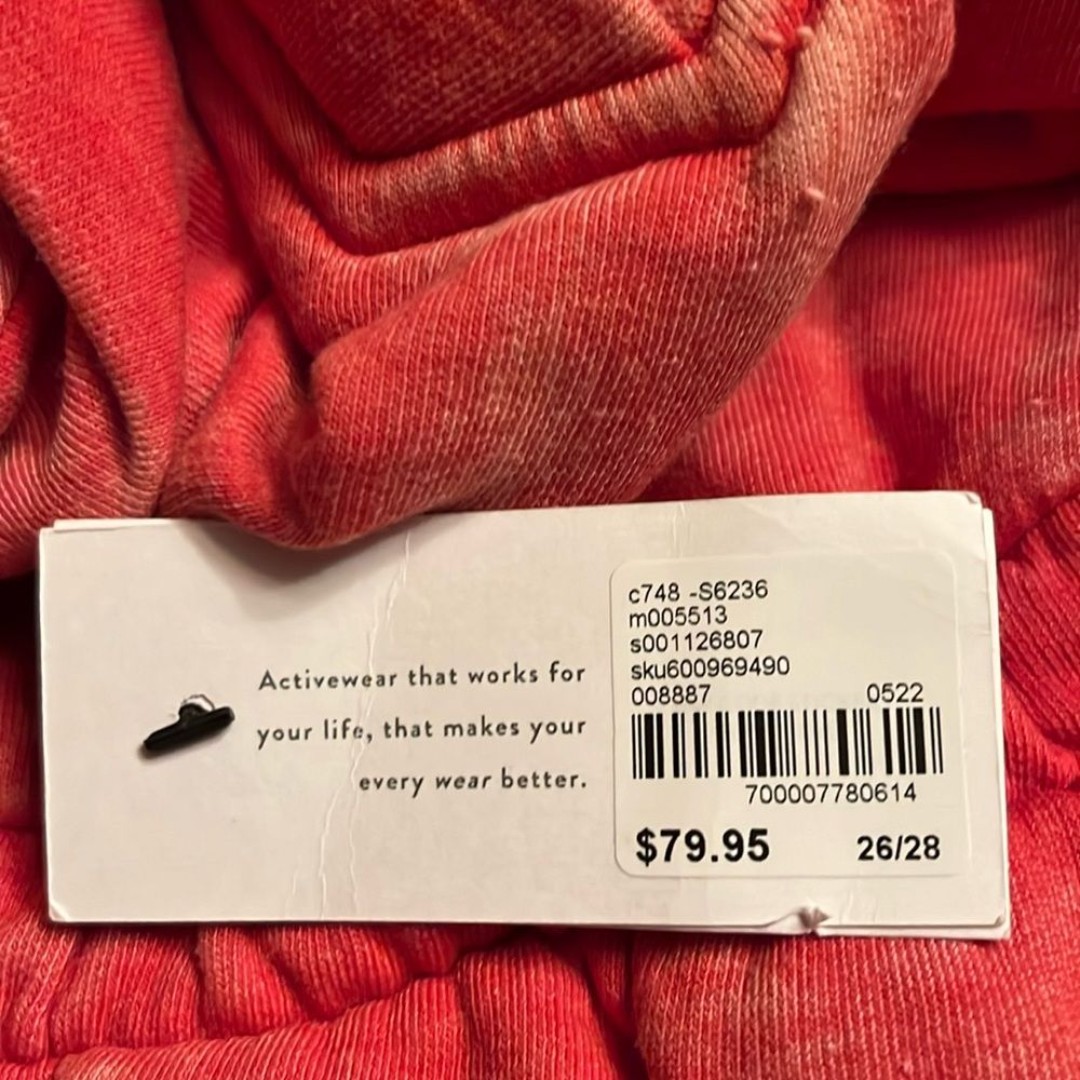 Activewear that works for
your life, that makes your
every wear better.
c748 -S6236
m005513
s001126807
sku600969490
008887 0522
700007780614
$79.95 26/28